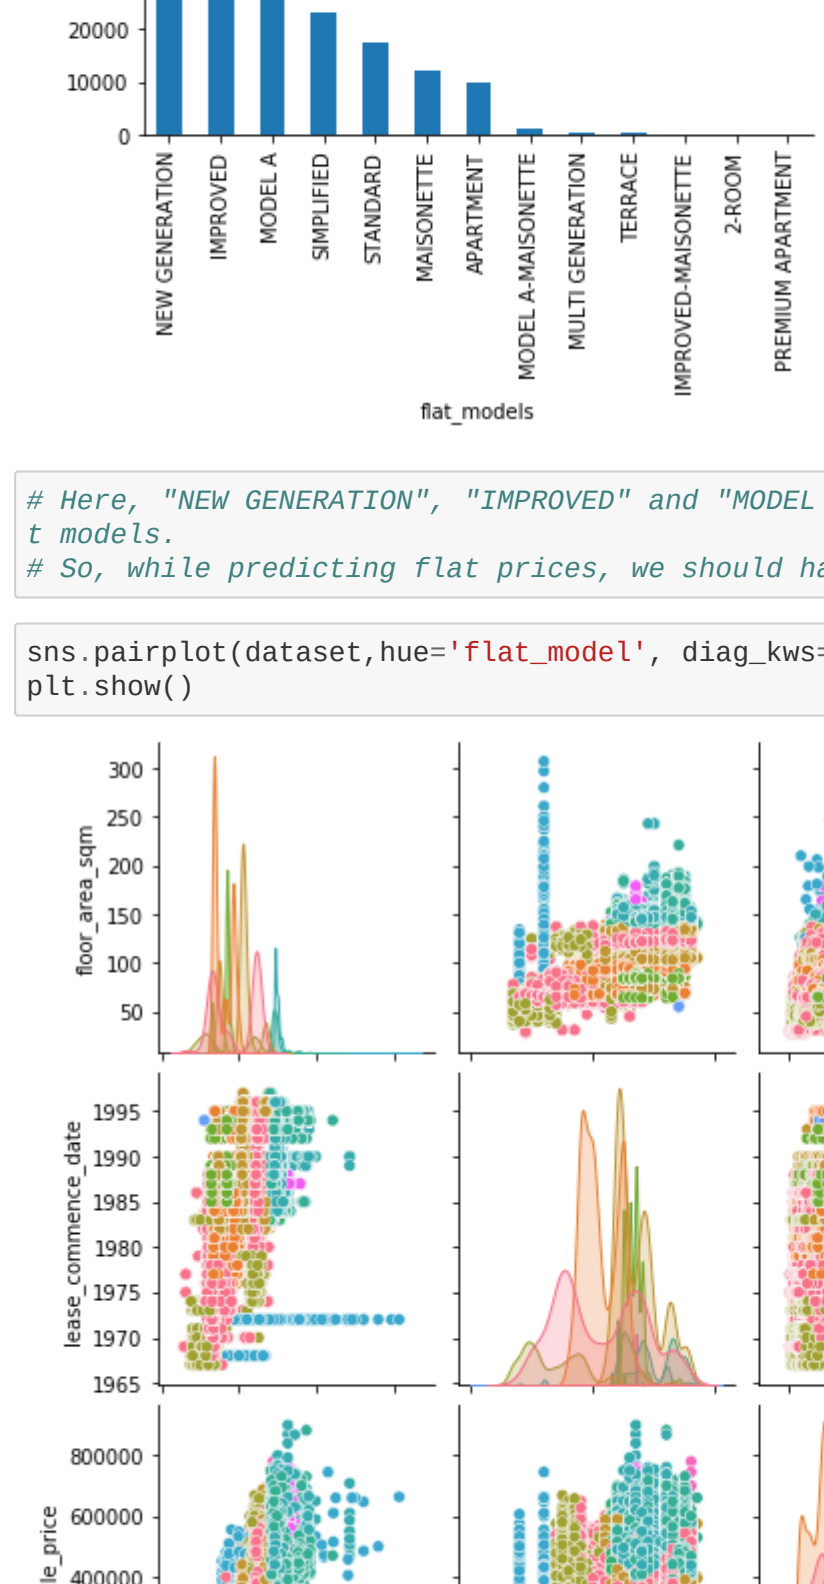 20000
10000
0
NEW GENERATION
IMPROVED
MODEL A
SIMPLIFIED
STANDARD
MAISONETTE
APARTMENT
MODEL A-MAISONETTE
MULTI GENERATION
TERRACE
IMPROVED-MAISONETTE
2-ROOM
PREMIUM APARTMENT
flat_models
# Here, "NEW GENERATION", "IMPROVED" and "MODEL
t models.
# So, while predicting flat prices, we should ha
sns.pairplot(dataset,hue='flat_model', diag_kws=
plt.show()
300
250
200
150
100
50
floor_area_sqm
1995
1990
1985
1980
1975
1970
1965
lease_commence_date
800000
600000
400000
le_price